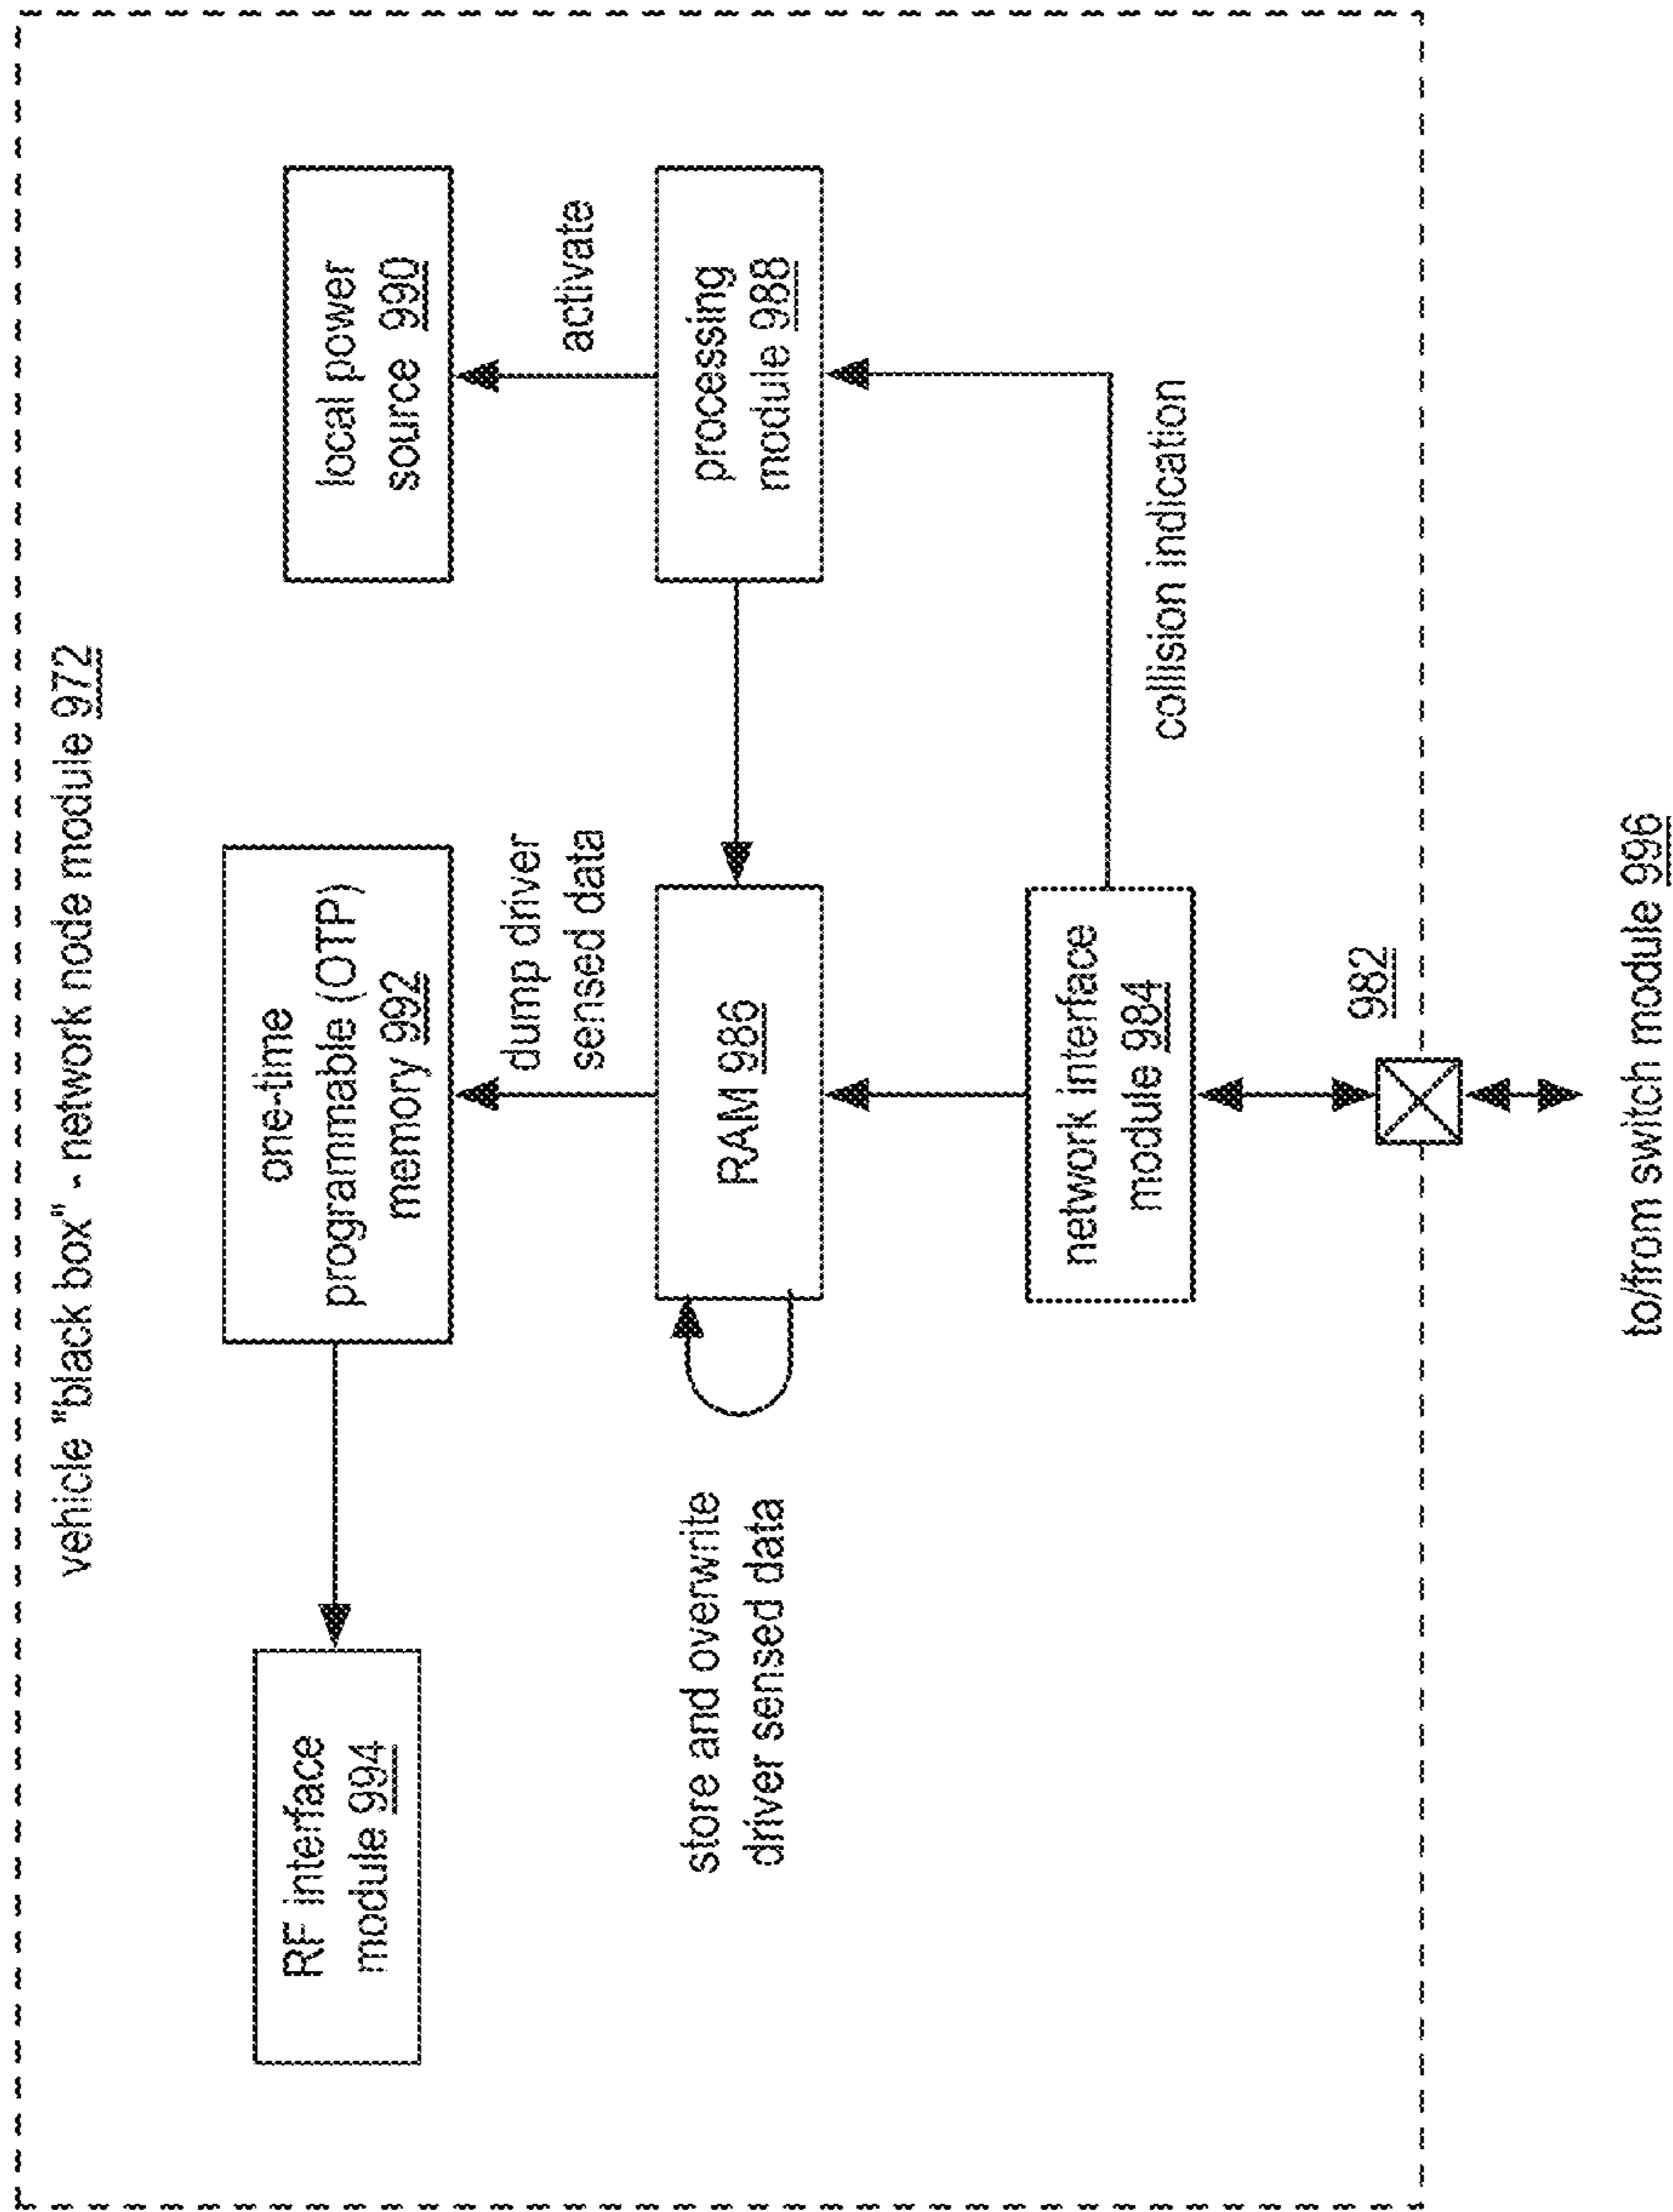 vehicle "black box" - network node module 972
RF interface
module 994
one-time
programmable (OTP)
memory 992
local power
source 990
dump driver
sensed data
activate
store and overwrite
driver sensed data
RAM 986
processing
module 988
network interface
module 984
collision indication
982
to/from switch module 996